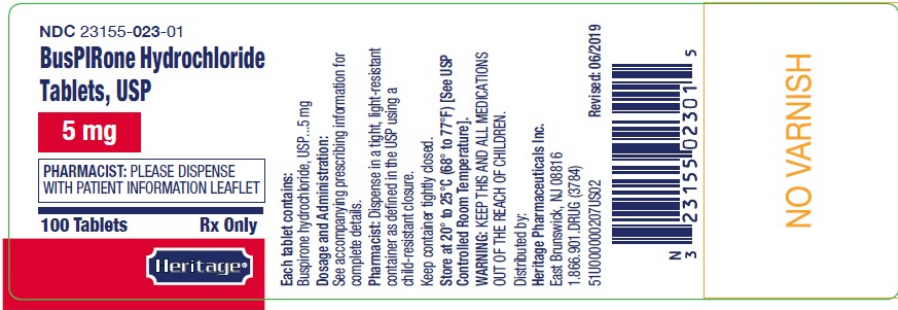 NDC 23155-023-01
BusPIRone Hydrochloride
Tablets, USP
5 mg
PHARMACIST: PLEASE DISPENSE
WITH PATIENT INFORMATION LEAFLET
100 Tablets Rx Only
Heritage®
Each tablet contains:
Buspirone hydrochloride, USP ...5 mg
Dosage and Administration:
See accompanying prescribing information for
complete details.
Pharmacist: Dispense in a tight, light-resistant
container as defined in the USP using a
child-resistant closure.
Keep container tightly closed.
Store at 20° to 25°C (68° to 77°F) [See USP
Controlled Room Temperature].
WARNING: KEEP THIS AND ALL MEDICATIONS
OUT OF THE REACH OF CHILDREN.
Distributed by:
Heritage Pharmaceuticals Inc.
East Brunswick, NJ 08816
1.866.901.DRUG (3784)
51U000000207US02 Revised: 06/2019
N
3 23155 02301 5
NO VARNISH